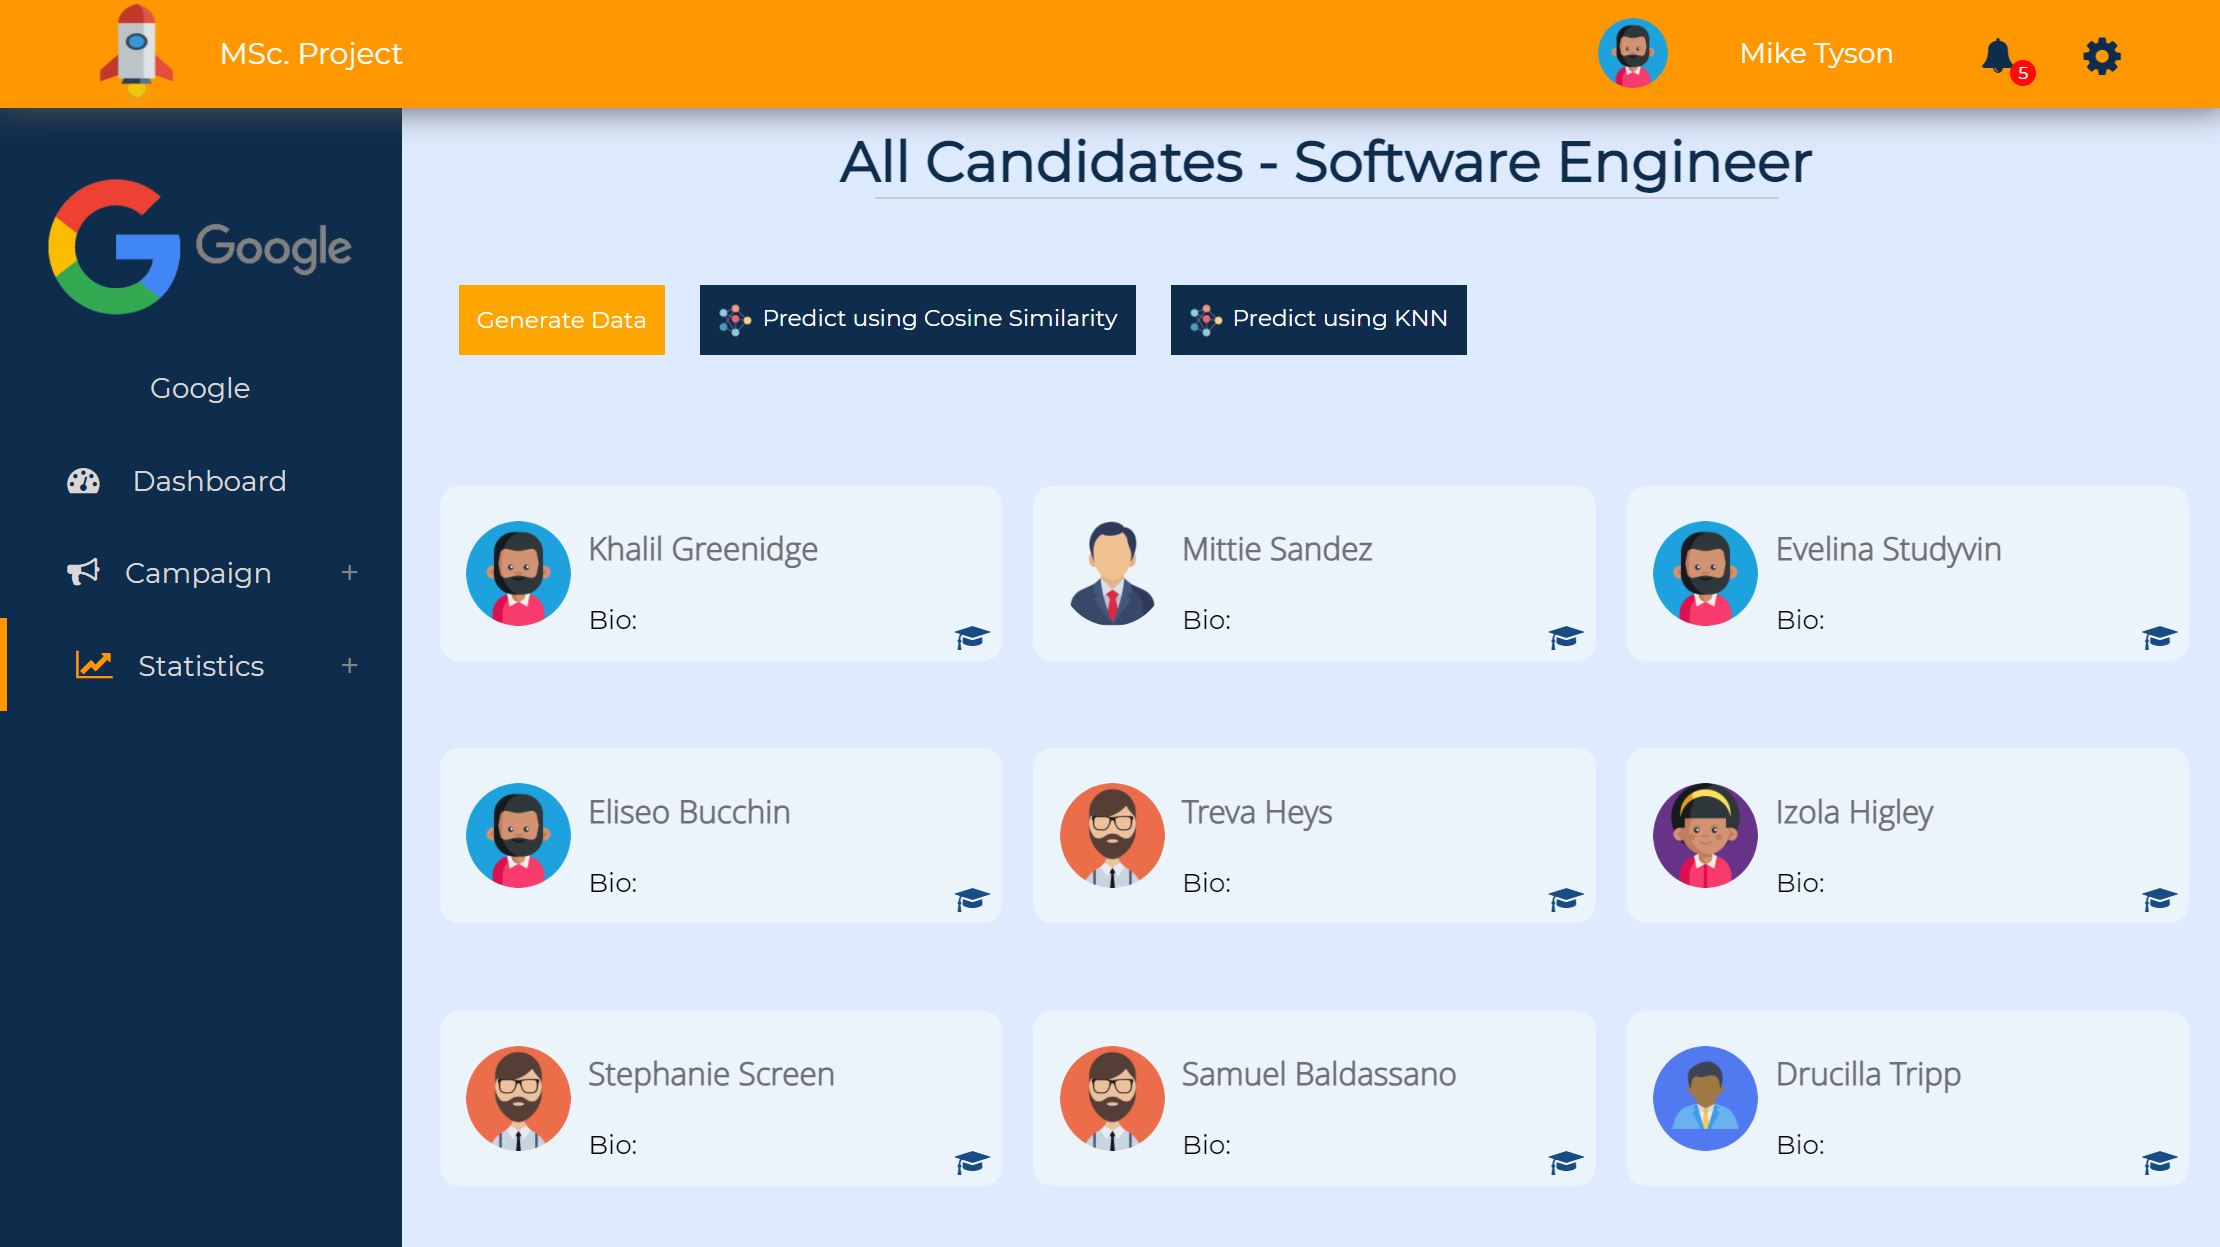 MSc. Project
Mike Tyson
5
Google
Google
Dashboard
Campaign +
Statistics +
All Candidates - Software Engineer
Generate Data
Predict using Cosine Similarity
Predict using KNN
Khalil Greenidge
Bio:
Mittie Sandez
Bio:
Evelina Studyvin
Bio:
Eliseo Bucchin
Bio:
Treva Heys
Bio:
Izola Higley
Bio:
Stephanie Screen
Bio:
Samuel Baldassano
Bio:
Drucilla Tripp
Bio: